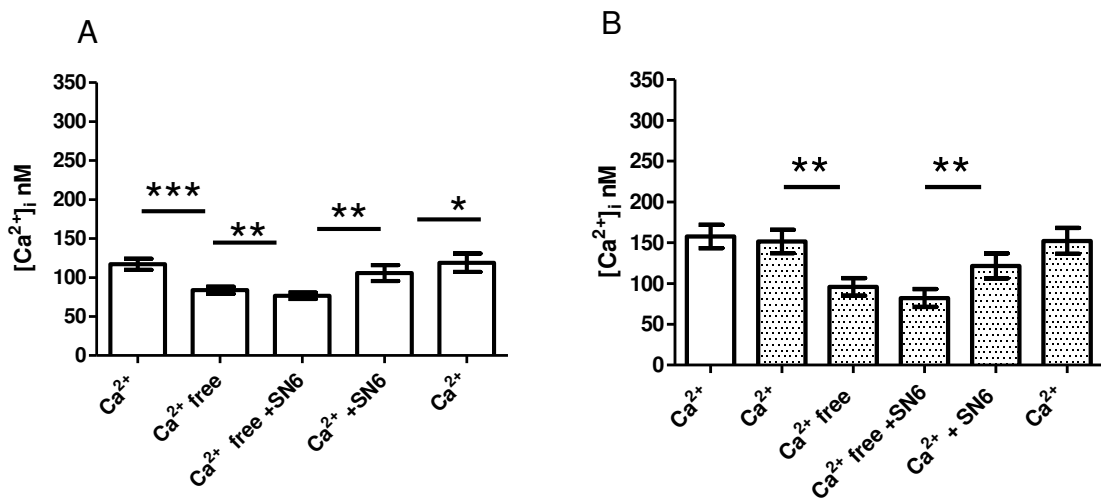 A
350
300
250
200
150
100
50
0
[Ca²⁺]ᵢ nM
***
**
**
*
Ca²⁺
Ca²⁺ free
Ca²⁺ free +SN6
Ca²⁺ +SN6
Ca²⁺
B
350
300
250
200
150
100
50
0
[Ca²⁺]ᵢ nM
**
**
Ca²⁺
Ca²⁺
Ca²⁺ free
Ca²⁺ free +SN6
Ca²⁺ + SN6
Ca²⁺